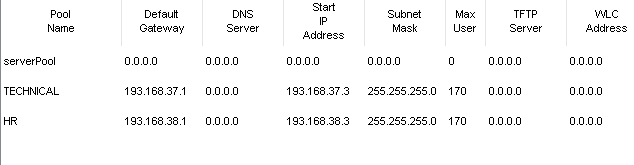 Pool Name Default Gateway DNS Server Start IP Address Subnet Mask Max User TFTP Server WLC Address
serverPool 0.0.0.0 0.0.0.0 0.0.0.0 0.0.0.0 0 0.0.0.0 0.0.0.0
TECHNICAL 193.168.37.1 0.0.0.0 193.168.37.3 255.255.255.0 170 0.0.0.0 0.0.0.0
HR 193.168.38.1 0.0.0.0 193.168.38.3 255.255.255.0 170 0.0.0.0 0.0.0.0